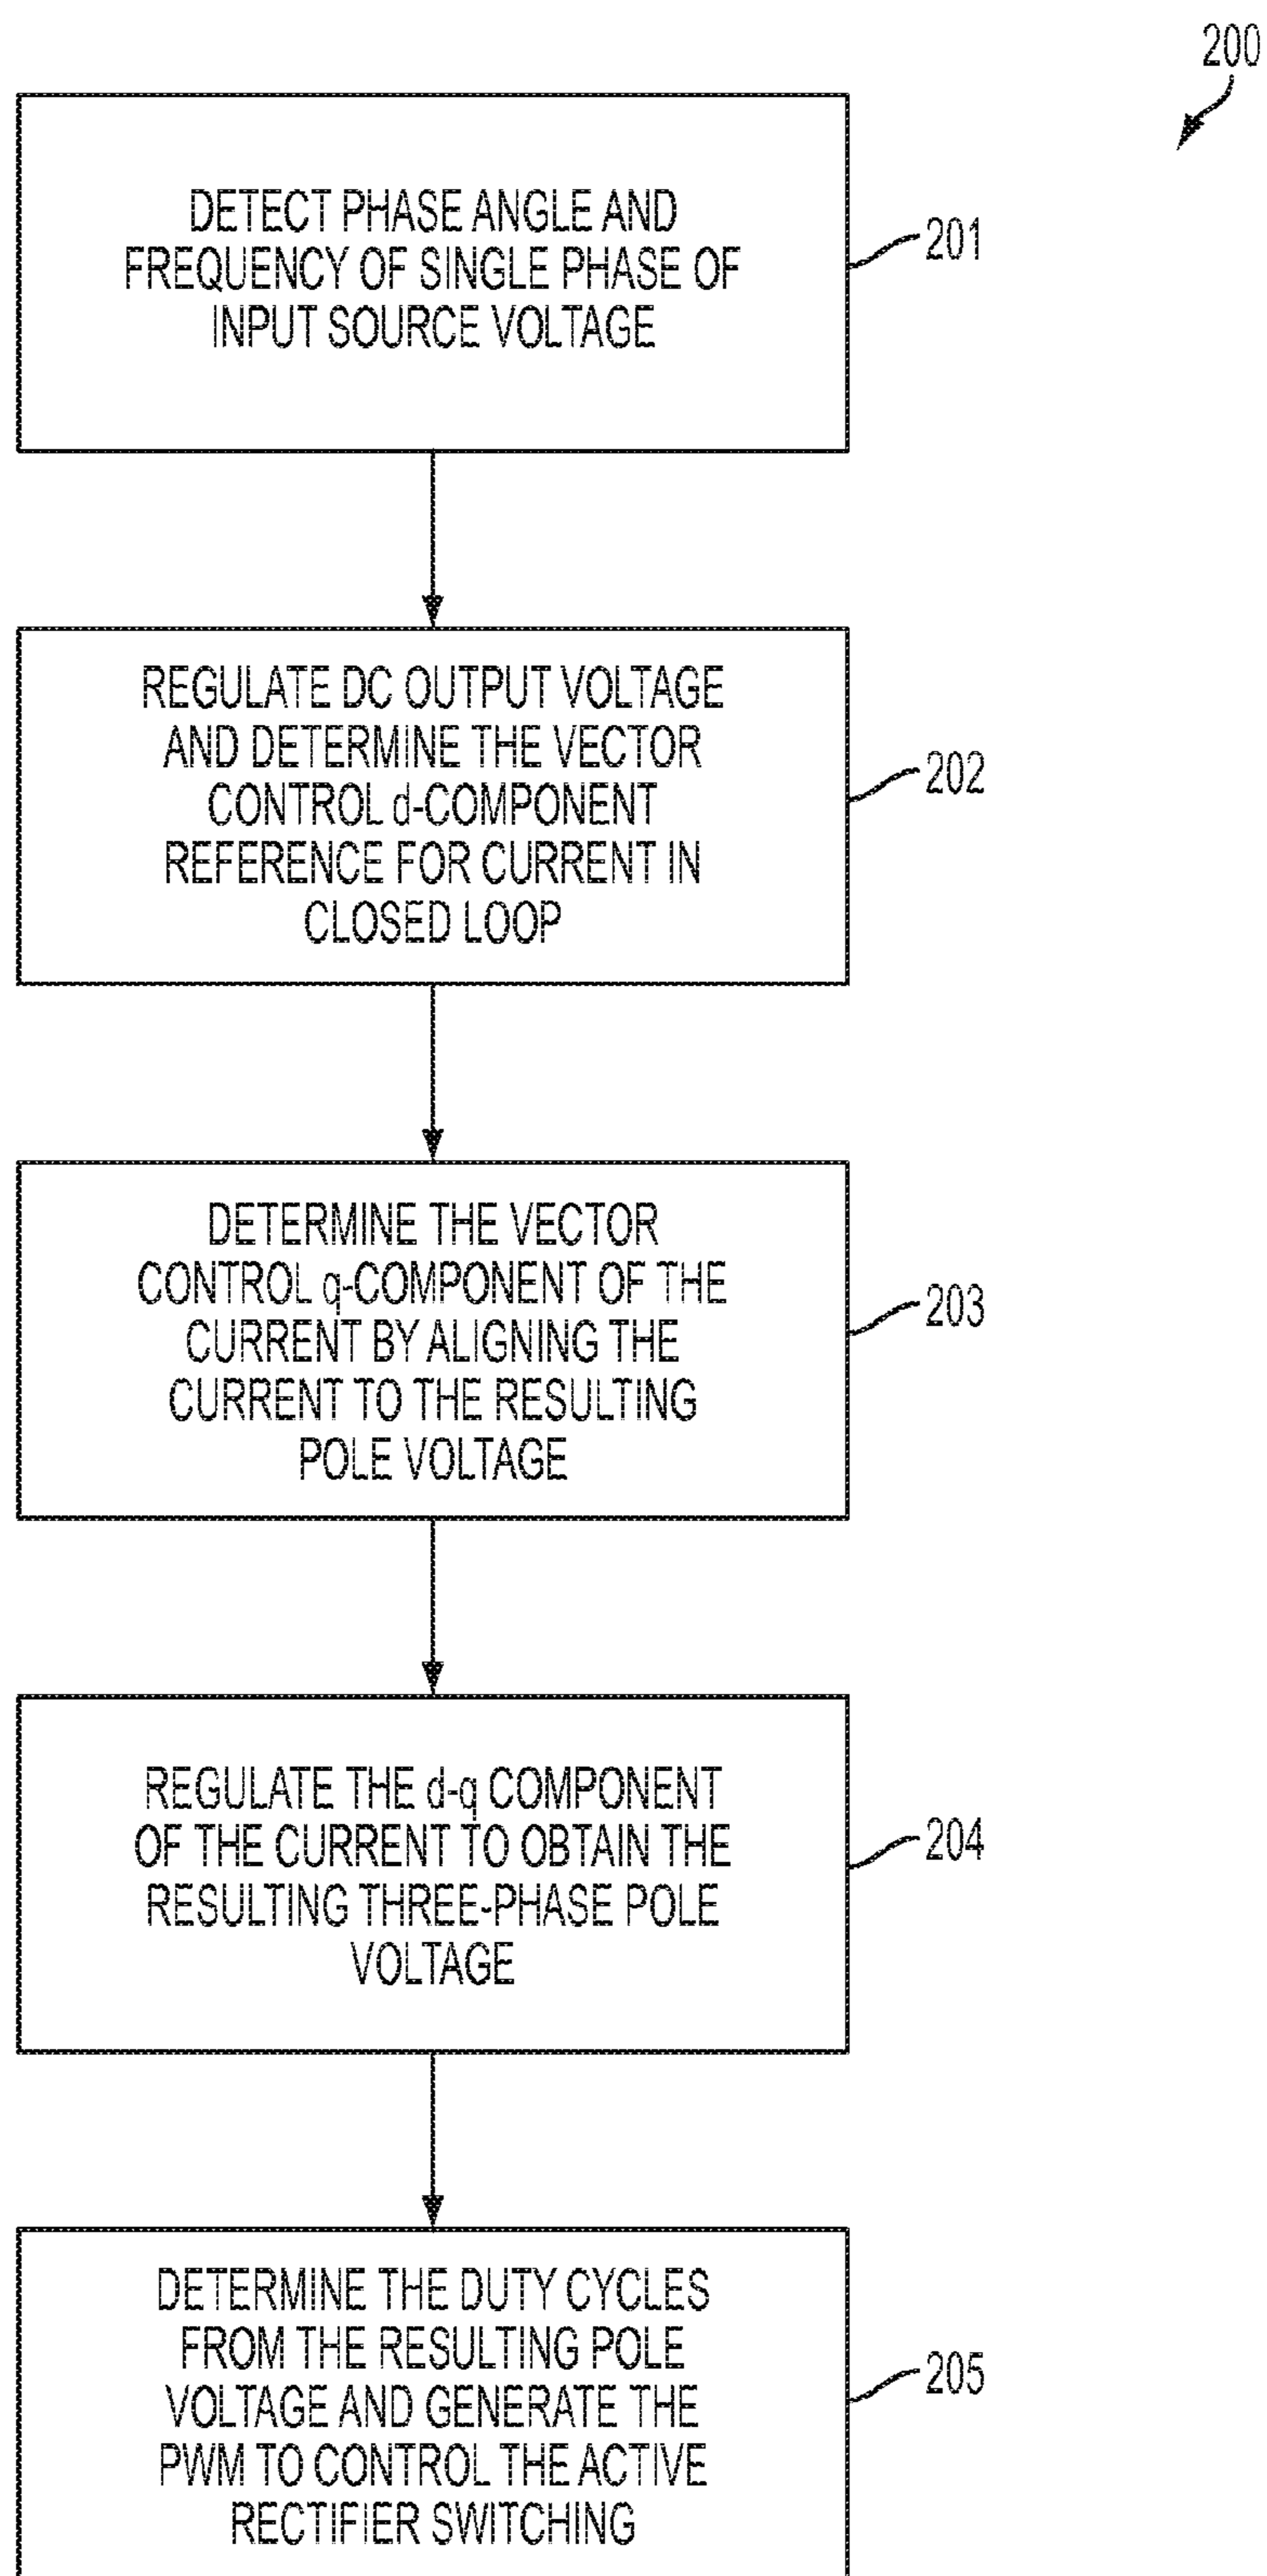 200
DETECT PHASE ANGLE AND
FREQUENCY OF SINGLE PHASE OF
INPUT SOURCE VOLTAGE
201
REGULATE DC OUTPUT VOLTAGE
AND DETERMINE THE VECTOR
CONTROL d-COMPONENT
REFERENCE FOR CURRENT IN
CLOSED LOOP
202
DETERMINE THE VECTOR
CONTROL q-COMPONENT OF THE
CURRENT BY ALIGNING THE
CURRENT TO THE RESULTING
POLE VOLTAGE
203
REGULATE THE d-q COMPONENT
OF THE CURRENT TO OBTAIN THE
RESULTING THREE-PHASE POLE
VOLTAGE
204
DETERMINE THE DUTY CYCLES
FROM THE RESULTING POLE
VOLTAGE AND GENERATE THE
PWM TO CONTROL THE ACTIVE
RECTIFIER SWITCHING
205